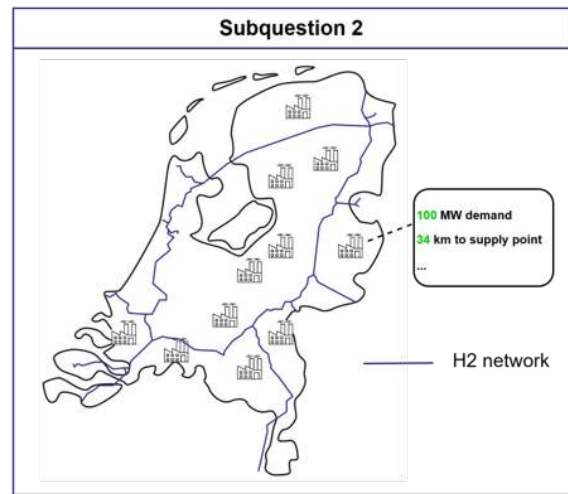 Subquestion 2
100 MW demand
34 km to supply point
...
H2 network